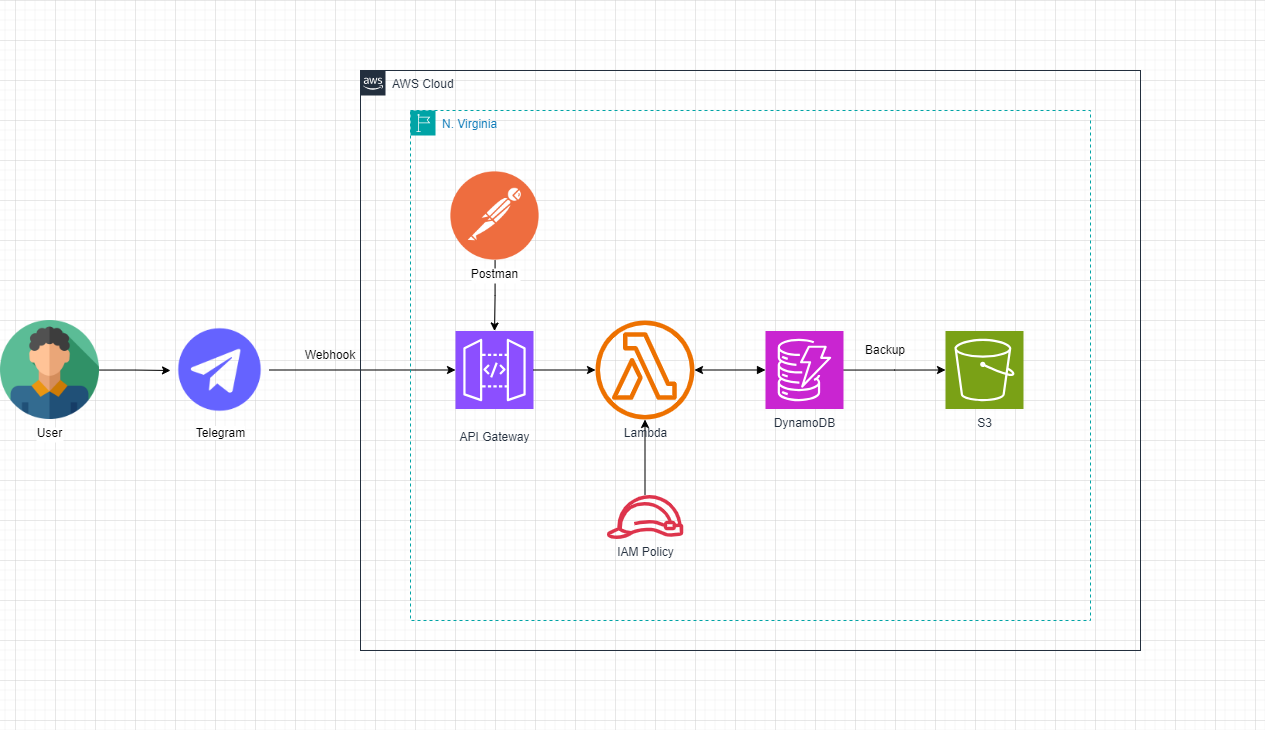 aws
AWS Cloud
N. Virginia
Postman
Webhook
</>
Backup
User
Telegram
API Gateway
Lambda
DynamoDB
S3
IAM Policy